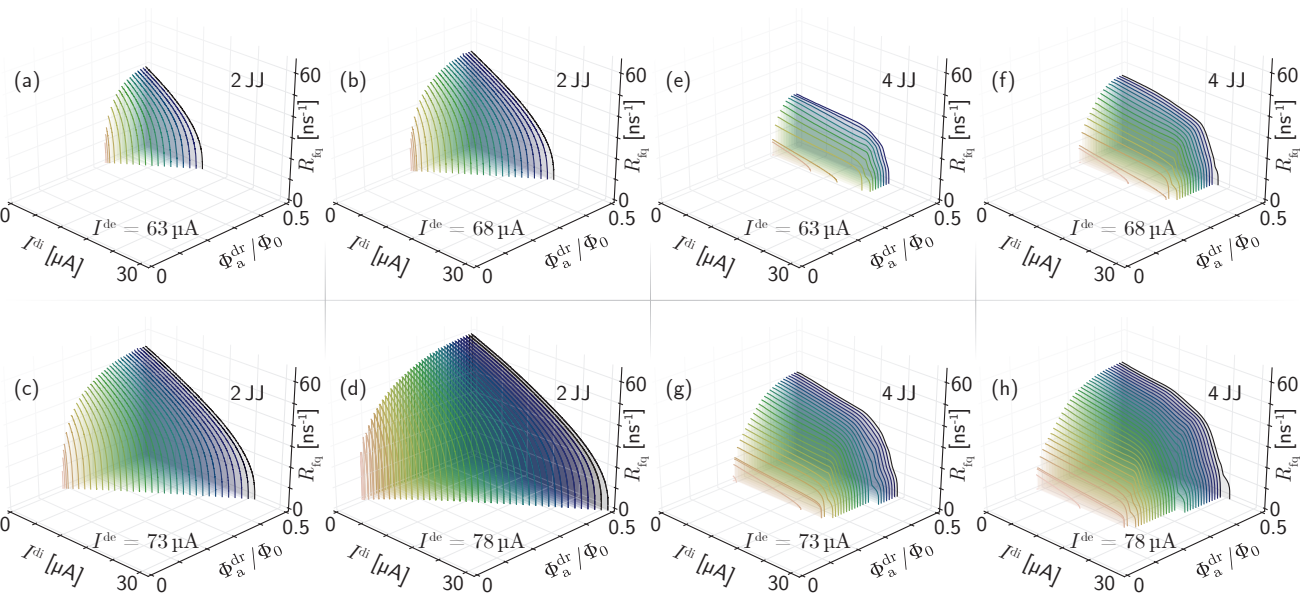 (a)
2 JJ
60
R_fq [ns⁻¹]
0
0
0.5
I^de = 63 µA
I^di [µA]
Φ_a^dr/Φ_0
30
0
(b)
2 JJ
60
R_fq [ns⁻¹]
0
0
0.5
I^de = 68 µA
I^di [µA]
Φ_a^dr/Φ_0
30
0
(e)
4 JJ
60
R_fq [ns⁻¹]
0
0
0.5
I^de = 63 µA
I^di [µA]
Φ_a^dr/Φ_0
30
0
(f)
4 JJ
60
R_fq [ns⁻¹]
0
0
0.5
I^de = 68 µA
I^di [µA]
Φ_a^dr/Φ_0
30
0
(c)
2 JJ
60
R_fq [ns⁻¹]
0
0
0.5
I^de = 73 µA
I^di [µA]
Φ_a^dr/Φ_0
30
0
(d)
2 JJ
60
R_fq [ns⁻¹]
0
0
0.5
I^de = 78 µA
I^di [µA]
Φ_a^dr/Φ_0
30
0
(g)
4 JJ
60
R_fq [ns⁻¹]
0
0
0.5
I^de = 73 µA
I^di [µA]
Φ_a^dr/Φ_0
30
0
(h)
4 JJ
60
R_fq [ns⁻¹]
0
0
0.5
I^de = 78 µA
I^di [µA]
Φ_a^dr/Φ_0
30
0